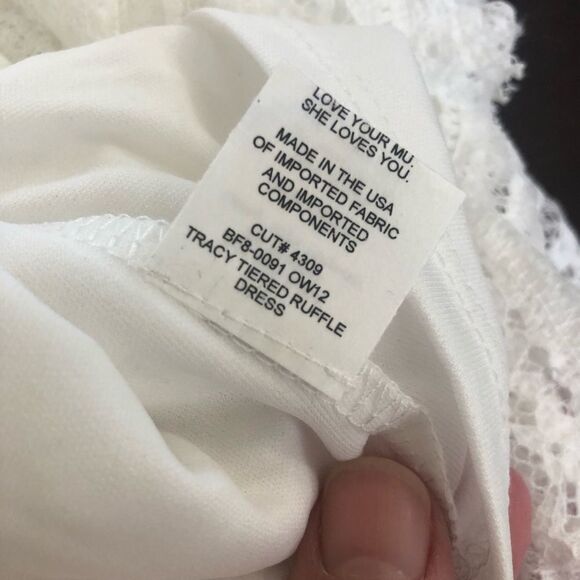 LOVE YOUR MU.
SHE LOVES YOU.
MADE IN THE USA
OF IMPORTED FABRIC
AND IMPORTED
COMPONENTS
CUT# 4309
BF8-0091 OW12
TRACY TIERED RUFFLE
DRESS